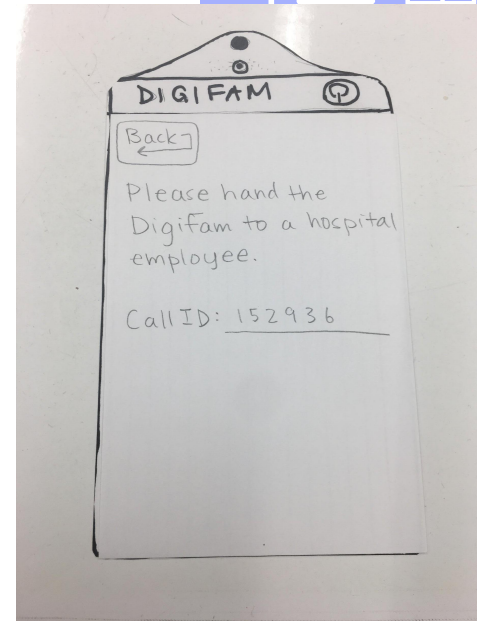 DIGIFAM
Back
Please hand the
Digifam to a hospital
employee.
Call ID: 152936